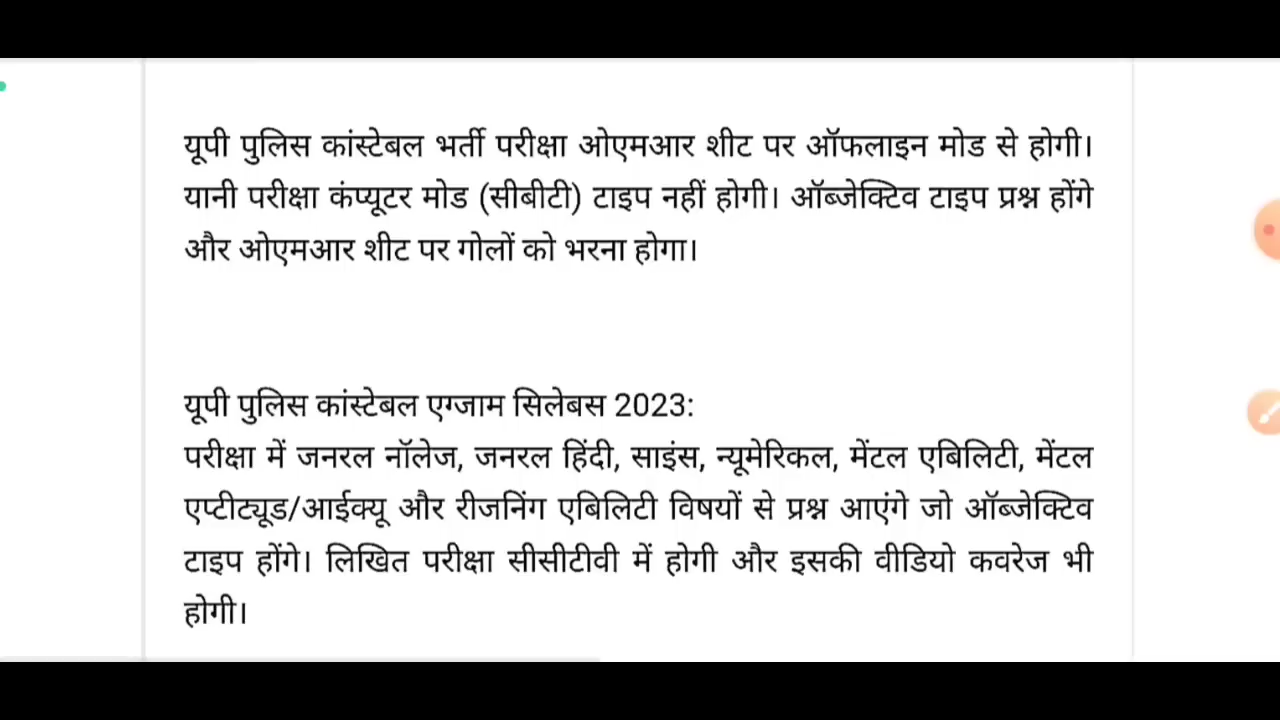 यूपी पुलिस कांस्टेबल भर्ती परीक्षा ओएमआर शीट पर ऑफलाइन मोड से होगी।
यानी परीक्षा कंप्यूटर मोड (सीबीटी) टाइप नहीं होगी। ऑब्जेक्टिव टाइप प्रश्न होंगे
और ओएमआर शीट पर गोलों को भरना होगा।
यूपी पुलिस कांस्टेबल एग्जाम सिलेबस 2023:
परीक्षा में जनरल नॉलेज, जनरल हिंदी, साइंस, न्यूमेरिकल, मेंटल एबिलिटी, मेंटल
एप्टीट्यूड/आईक्यू और रीजनिंग एबिलिटी विषयों से प्रश्न आएंगे जो ऑब्जेक्टिव
टाइप होंगे। लिखित परीक्षा सीसीटीवी में होगी और इसकी वीडियो कवरेज भी
होगी।